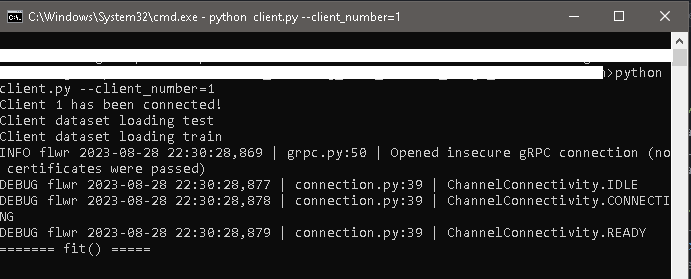 C:\Windows\System32\cmd.exe - python client.py --client_number=1
>python
client.py --client_number=1
Client 1 has been connected!
Client dataset loading test
Client dataset loading train
INFO flwr 2023-08-28 22:30:28,869 | grpc.py:50 | Opened insecure gRPC connection (no
certificates were passed)
DEBUG flwr 2023-08-28 22:30:28,877 | connection.py:39 | ChannelConnectivity.IDLE
DEBUG flwr 2023-08-28 22:30:28,878 | connection.py:39 | ChannelConnectivity.CONNECTI
NG
DEBUG flwr 2023-08-28 22:30:28,879 | connection.py:39 | ChannelConnectivity.READY
======= fit() =====